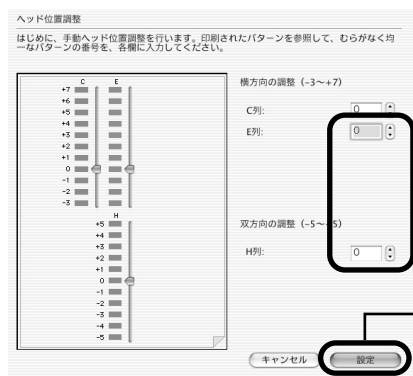 ヘッド位置調整
はじめに、手動ヘッド位置調整を行います。印刷されたパターンを参照して、むらがなく均
一なパターンの番号を、各欄に入力してください。
C E
+7
+6
+5
+4
+3
+2
+1
0
-1
-2
-3
H
+5
+4
+3
+2
+1
0
-1
-2
-3
-4
-5
横方向の調整（-3～+7）
C列: 0
E列: 0
双方向の調整（-5～+5）
H列: 0
キャンセル 設定